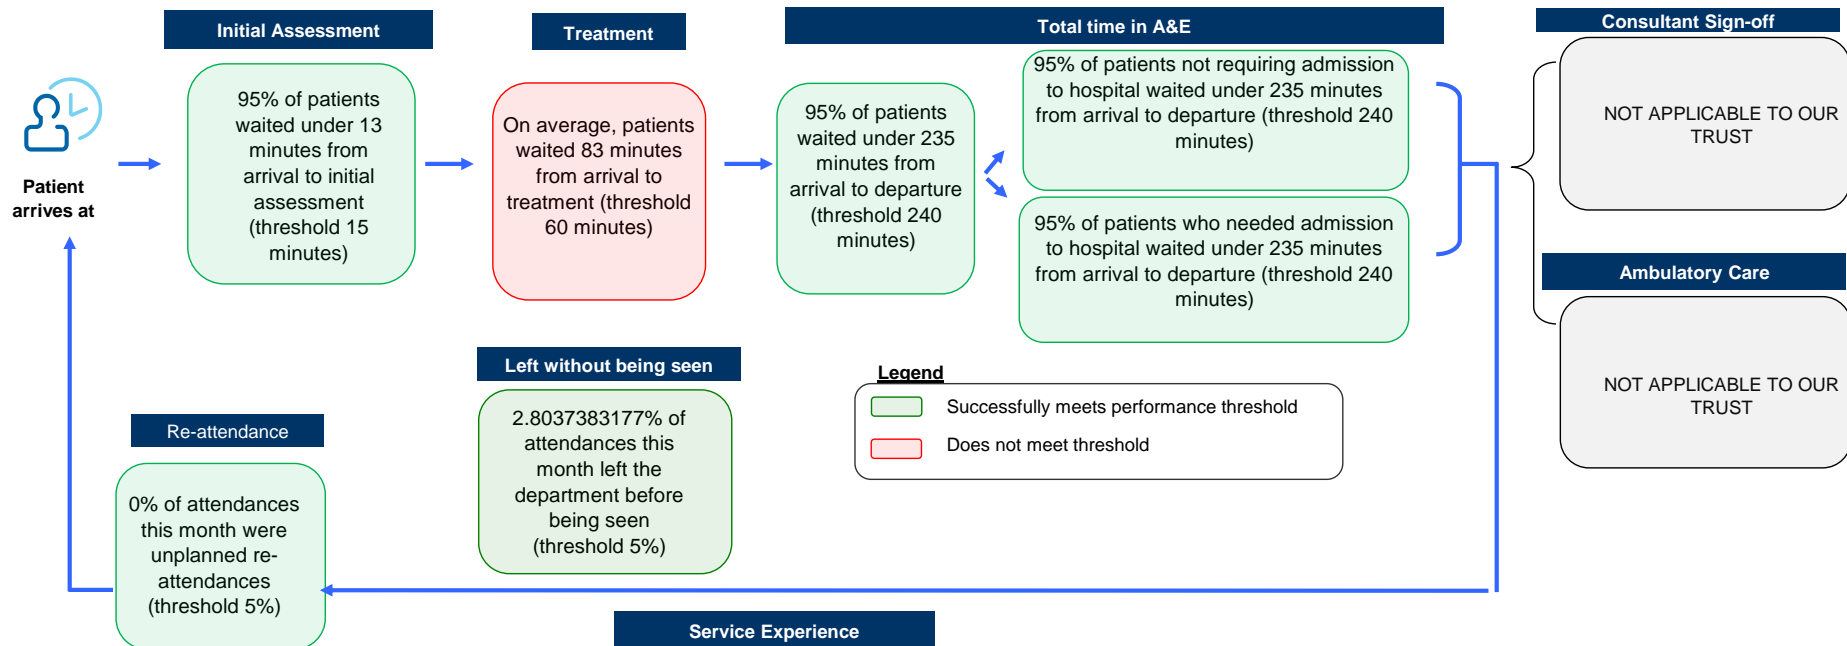 Initial Assessment
Treatment
Total time in A&E
Consultant Sign-off
Patient
arrives at
95% of patients
waited under 13
minutes from
arrival to initial
assessment
(threshold 15
minutes)
On average, patients
waited 83 minutes
from arrival to
treatment (threshold
60 minutes)
95% of patients
waited under 235
minutes from
arrival to departure
(threshold 240
minutes)
95% of patients not requiring admission
to hospital waited under 235 minutes
from arrival to departure (threshold 240
minutes)
95% of patients who needed admission
to hospital waited under 235 minutes
from arrival to departure (threshold 240
minutes)
NOT APPLICABLE TO OUR
TRUST
Ambulatory Care
NOT APPLICABLE TO OUR
TRUST
Left without being seen
2.8037383177% of
attendances this
month left the
department before
being seen
(threshold 5%)
Legend
Successfully meets performance threshold
Does not meet threshold
Re-attendance
0% of attendances
this month were
unplanned re-
attendances
(threshold 5%)
Service Experience